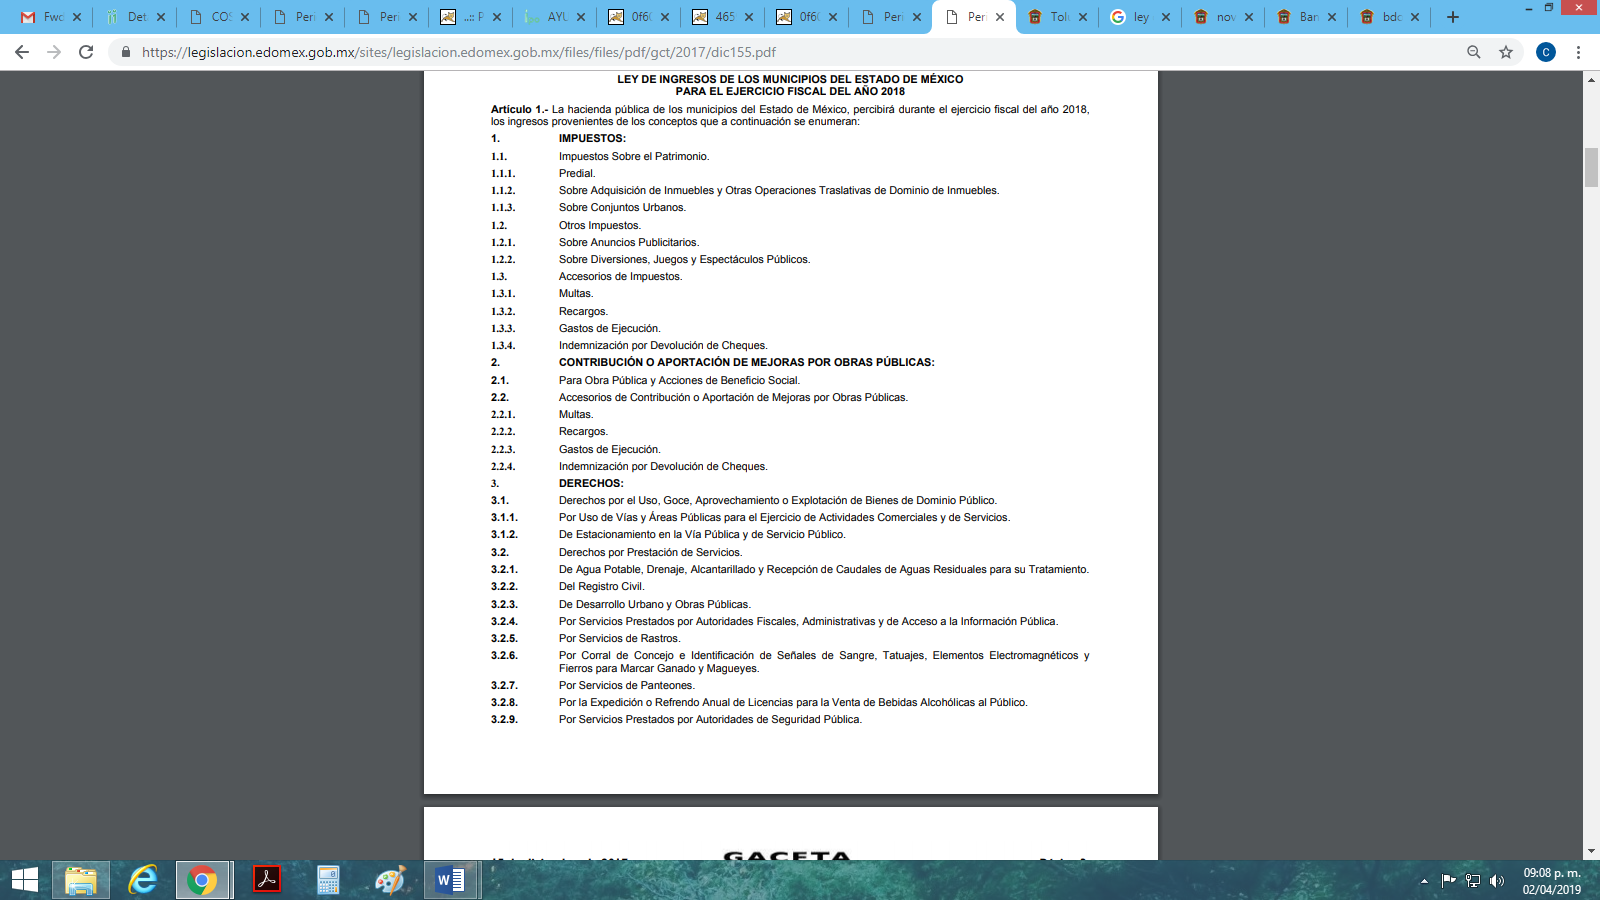 Fwd
Det
COS
Peri
Peri
..:: P
AYU
0f60
465
0f60
Peri
Peri
Tolu
ley
nov
Ban
bdc
https://legislacion.edomex.gob.mx/sites/legislacion.edomex.gob.mx/files/files/pdf/gct/2017/dic155.pdf
C
LEY DE INGRESOS DE LOS MUNICIPIOS DEL ESTADO DE MÉXICO
PARA EL EJERCICIO FISCAL DEL AÑO 2018
Artículo 1.- La hacienda pública de los municipios del Estado de México, percibirá durante el ejercicio fiscal del año 2018,
los ingresos provenientes de los conceptos que a continuación se enumeran:
1. IMPUESTOS:
1.1. Impuestos Sobre el Patrimonio.
1.1.1. Predial.
1.1.2. Sobre Adquisición de Inmuebles y Otras Operaciones Traslativas de Dominio de Inmuebles.
1.1.3. Sobre Conjuntos Urbanos.
1.2. Otros Impuestos.
1.2.1. Sobre Anuncios Publicitarios.
1.2.2. Sobre Diversiones, Juegos y Espectáculos Públicos.
1.3. Accesorios de Impuestos.
1.3.1. Multas.
1.3.2. Recargos.
1.3.3. Gastos de Ejecución.
1.3.4. Indemnización por Devolución de Cheques.
2. CONTRIBUCIÓN O APORTACIÓN DE MEJORAS POR OBRAS PÚBLICAS:
2.1. Para Obra Pública y Acciones de Beneficio Social.
2.2. Accesorios de Contribución o Aportación de Mejoras por Obras Públicas.
2.2.1. Multas.
2.2.2. Recargos.
2.2.3. Gastos de Ejecución.
2.2.4. Indemnización por Devolución de Cheques.
3. DERECHOS:
3.1. Derechos por el Uso, Goce, Aprovechamiento o Explotación de Bienes de Dominio Público.
3.1.1. Por Uso de Vías y Áreas Públicas para el Ejercicio de Actividades Comerciales y de Servicios.
3.1.2. De Estacionamiento en la Vía Pública y de Servicio Público.
3.2. Derechos por Prestación de Servicios.
3.2.1. De Agua Potable, Drenaje, Alcantarillado y Recepción de Caudales de Aguas Residuales para su Tratamiento.
3.2.2. Del Registro Civil.
3.2.3. De Desarrollo Urbano y Obras Públicas.
3.2.4. Por Servicios Prestados por Autoridades Fiscales, Administrativas y de Acceso a la Información Pública.
3.2.5. Por Servicios de Rastros.
3.2.6. Por Corral de Concejo e Identificación de Señales de Sangre, Tatuajes, Elementos Electromagnéticos y
Fierros para Marcar Ganado y Magueyes.
3.2.7. Por Servicios de Panteones.
3.2.8. Por la Expedición o Refrendo Anual de Licencias para la Venta de Bebidas Alcohólicas al Público.
3.2.9. Por Servicios Prestados por Autoridades de Seguridad Pública.
GACETA
09:08 p. m.
02/04/2019